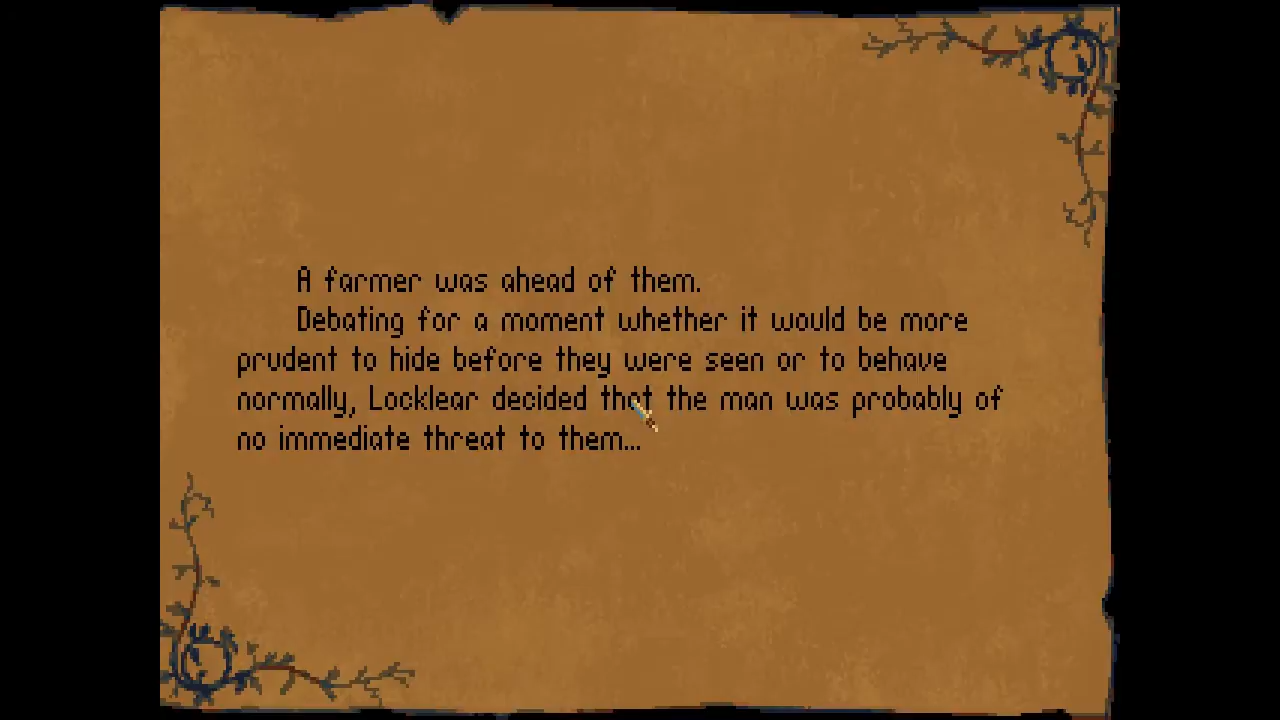 A farmer was ahead of them.
Debating for a moment whether it would be more
prudent to hide before they were seen or to behave
normally, Locklear decided that the man was probably of
no immediate threat to them...